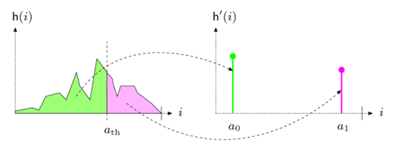 h(i) h′(i)
i i
a_th a_0 a_1